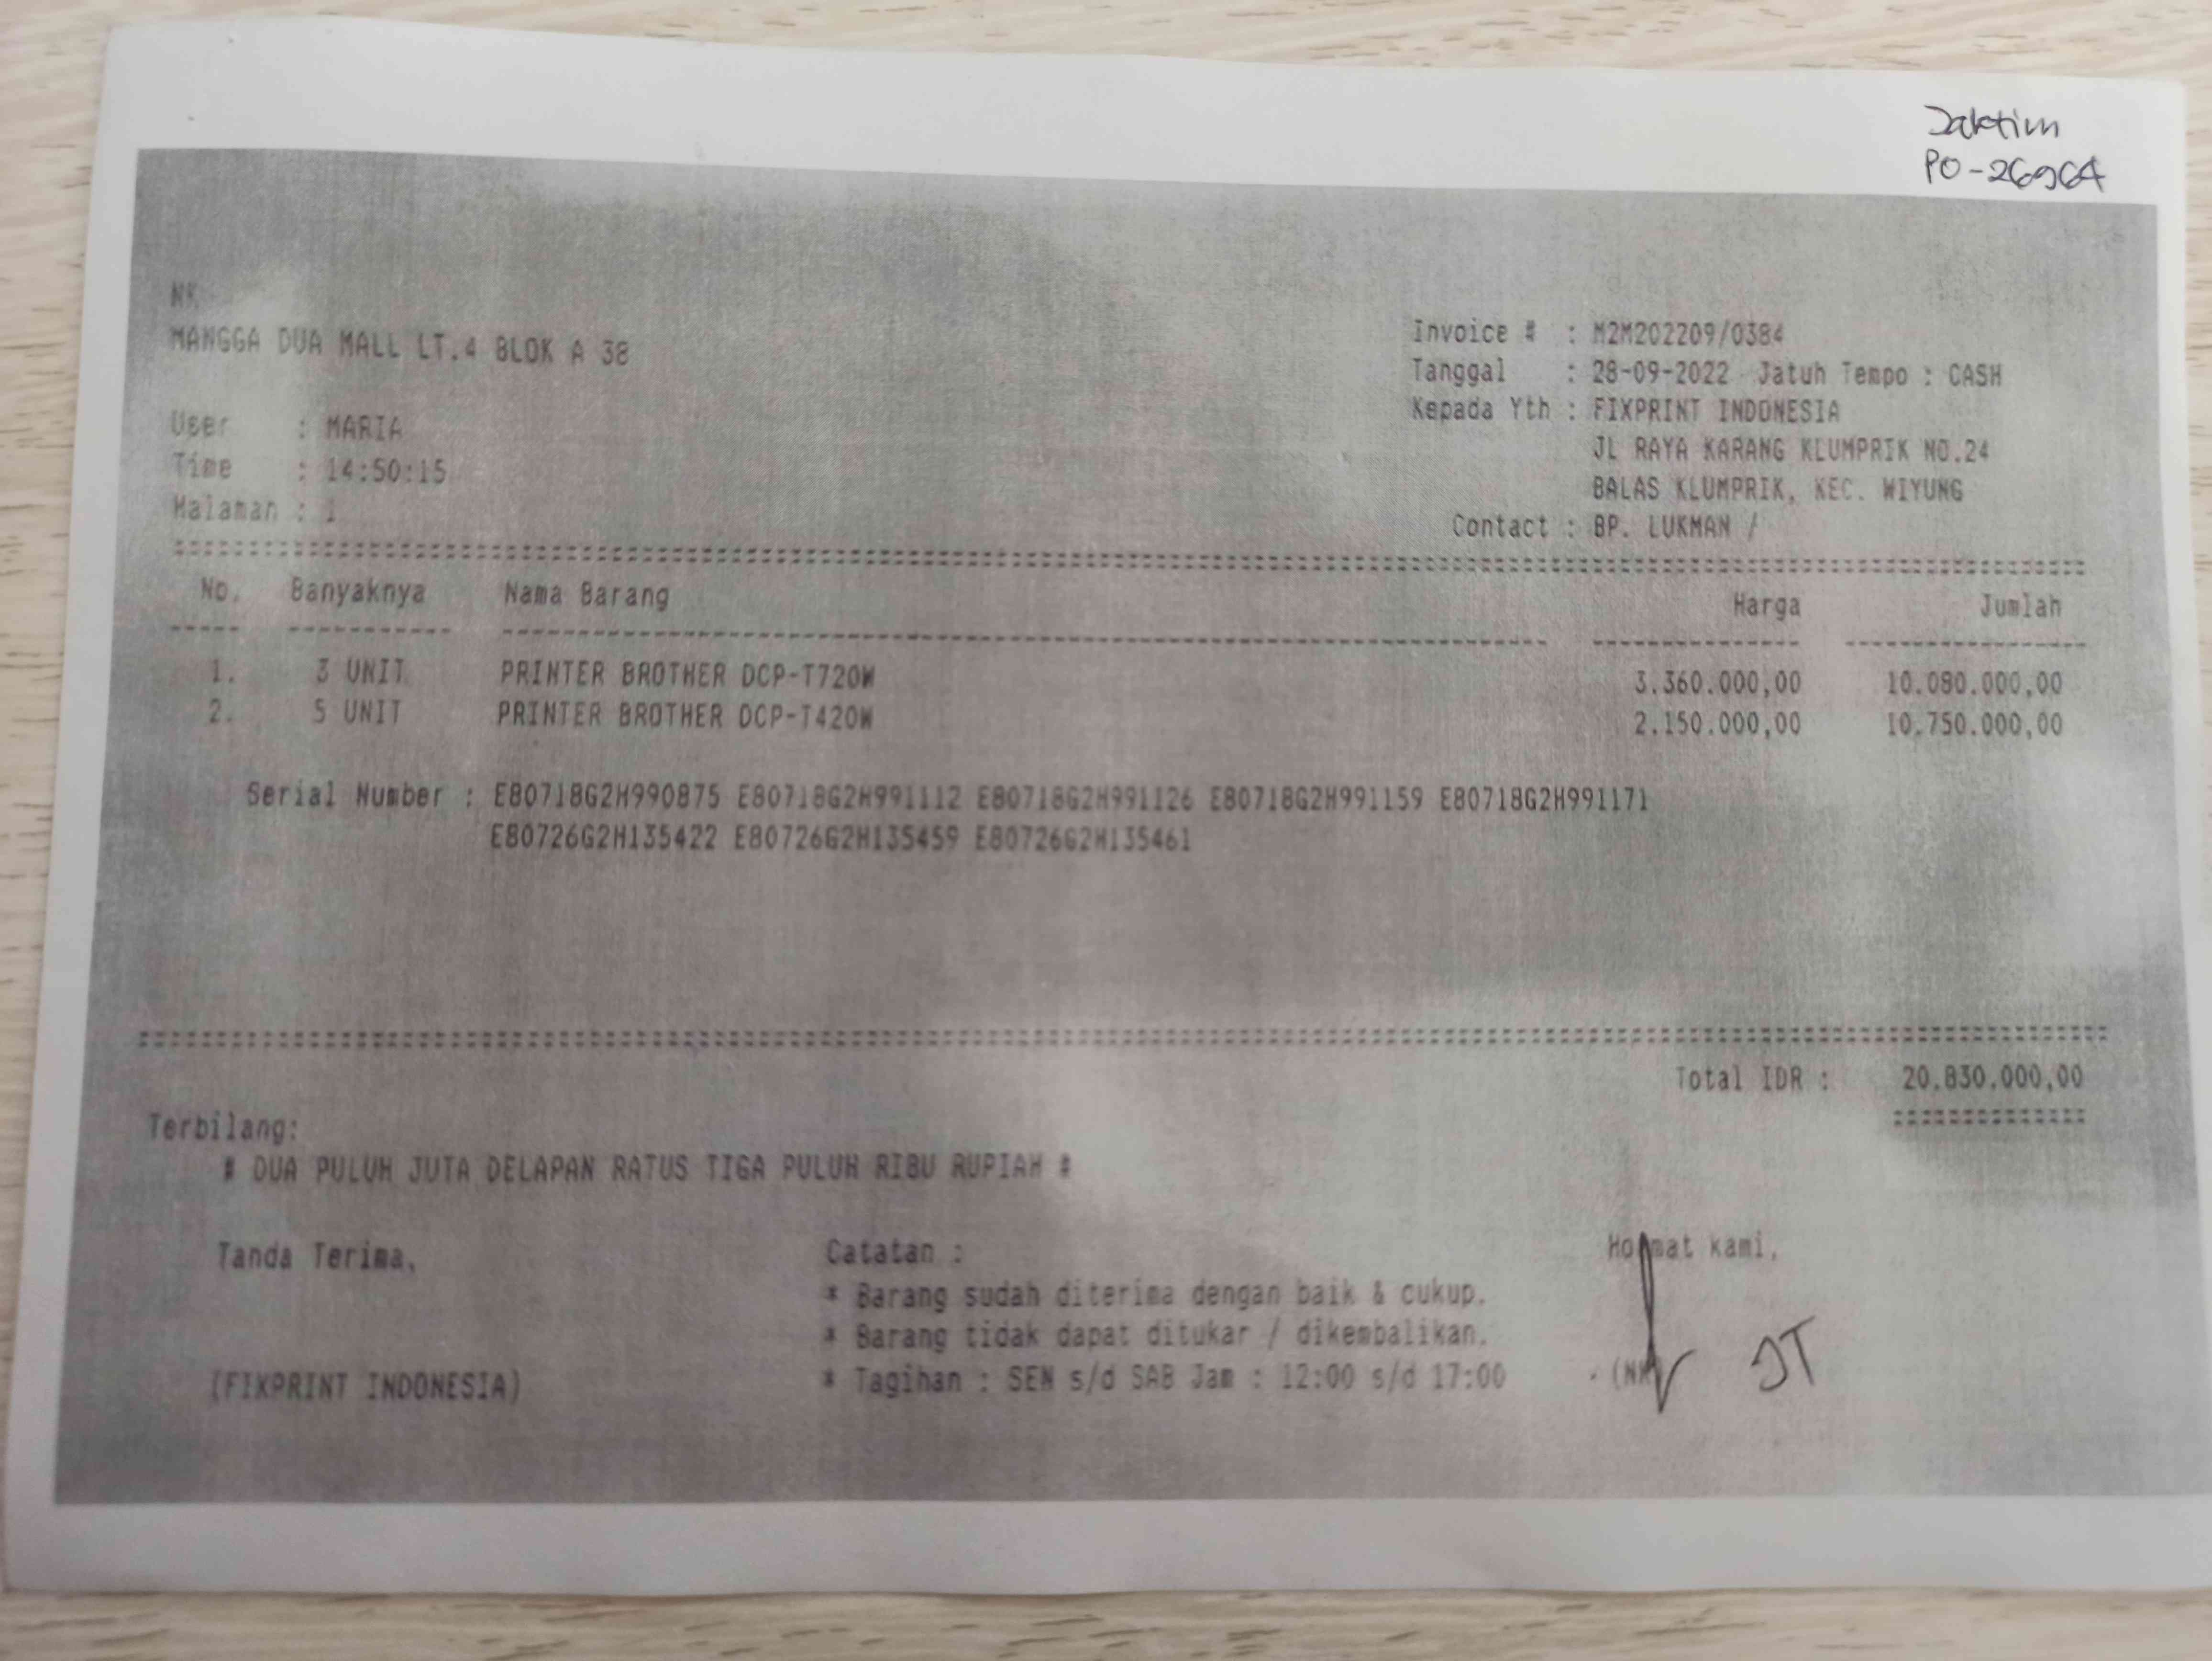 Jaktim
PO-26964
NK
MANGGA DUA MALL LT.4 BLOK A 38
User : MARIA
Time : 14:50:15
Halaman : 1
Invoice # : M2M202209/0384
Tanggal : 28-09-2022 Jatuh Tempo : CASH
Kepada Yth : FIXPRINT INDONESIA
JL RAYA KARANG KLUMPRIK NO.24
BALAS KLUMPRIK, KEC. WIYUNG
Contact : BP. LUKMAN /
No. Banyaknya Nama Barang Harga Jumlah
1. 3 UNIT PRINTER BROTHER DCP-T720W 3.360.000,00 10.080.000,00
2. 5 UNIT PRINTER BROTHER DCP-T420W 2.150.000,00 10.750.000,00
Serial Number : E80718G2H990875 E80718G2H991112 E80718G2H991126 E80718G2H991159 E80718G2H991171
E80726G2H135422 E80726G2H135459 E80726G2H135461
Total IDR : 20.830.000,00
Terbilang:
# DUA PULUH JUTA DELAPAN RATUS TIGA PULUH RIBU RUPIAH #
Tanda Terima,
(FIXPRINT INDONESIA)
Catatan :
* Barang sudah diterima dengan baik & cukup.
* Barang tidak dapat ditukar / dikembalikan.
* Tagihan : SEN s/d SAB Jam : 12:00 s/d 17:00
Hormat kami,
(NK)
JT